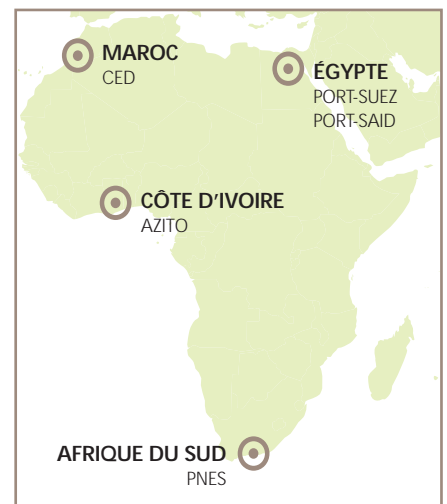 MAROC
CED
ÉGYPTE
PORT-SUEZ
PORT-SAID
CÔTE D'IVOIRE
AZITO
AFRIQUE DU SUD
PNES